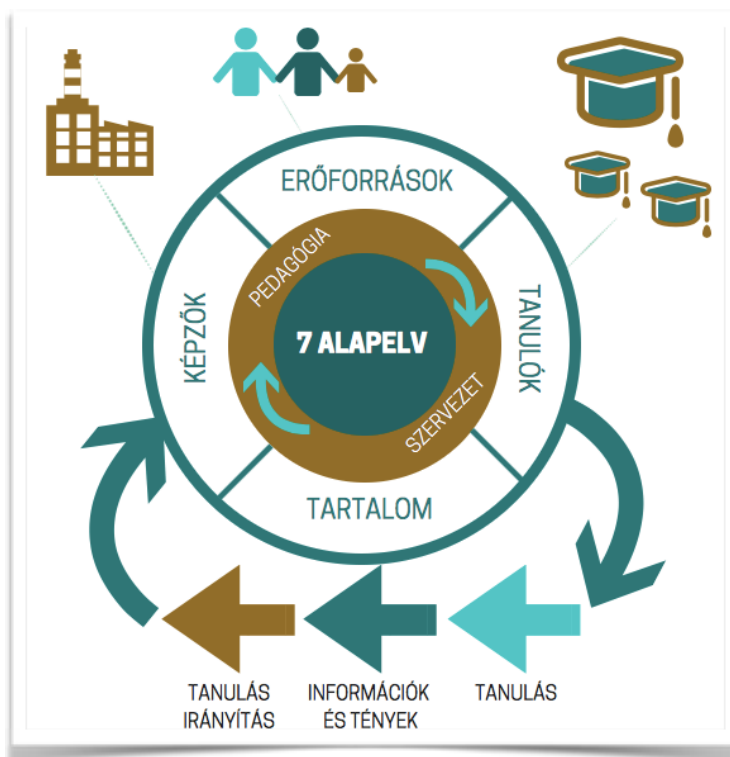 ERŐFORRÁSOK
PEDAGÓGIA
KÉPZŐK
7 ALAPELV
TANULÓK
SZERVEZET
TARTALOM
TANULÁS
IRÁNYÍTÁS
INFORMÁCIÓK
ÉS TÉNYEK
TANULÁS